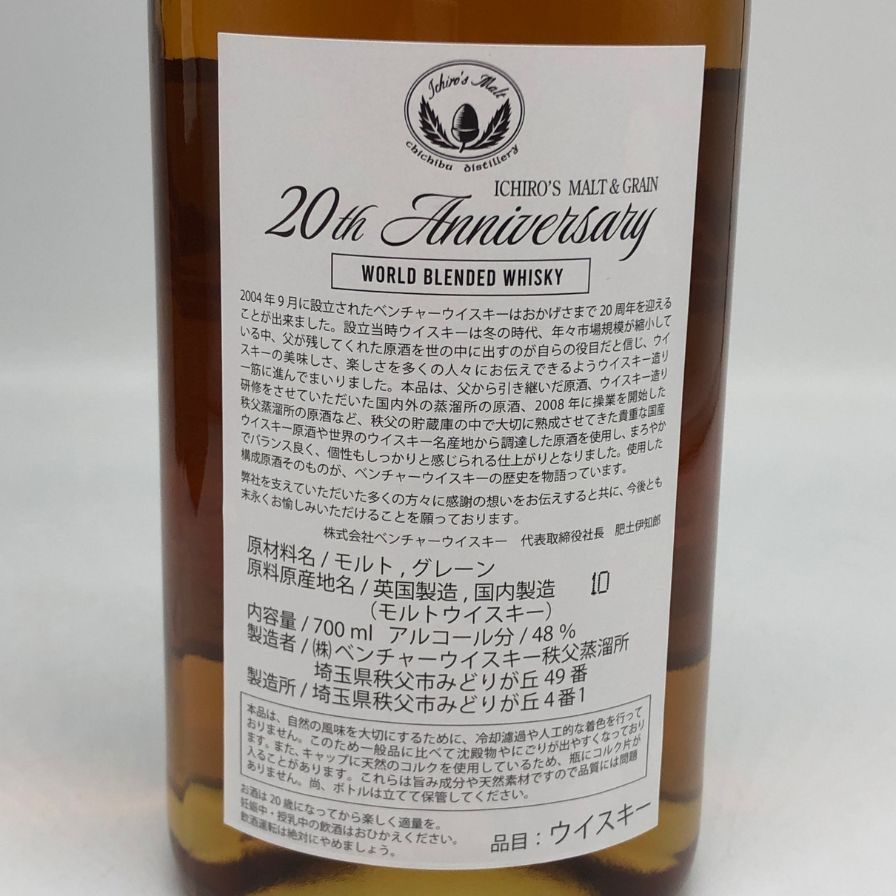 Ichiro's Malt
chichibu distillery
ICHIRO'S MALT & GRAIN
20th Anniversary
WORLD BLENDED WHISKY
2004年9月に設立されたベンチャーウイスキーはおかげさまで20周年を迎える
ことが出来ました。設立当時ウイスキーは冬の時代、年々市場規模が縮小して
いる中、父が残してくれた原酒を世の中に出すのが自らの役目だと信じ、ウイ
スキーの美味しさ、楽しさを多くの人々にお伝えできるようウイスキー造り
一筋に進んでまいりました。本品は、父から引き継いだ原酒、ウイスキー造り
研修をさせていただいた国内外の蒸溜所の原酒、2008年に操業を開始した
秩父蒸溜所の原酒など、秩父の貯蔵庫の中で大切に熟成させてきた貴重な国産
ウイスキー原酒や世界のウイスキー名産地から調達した原酒を使用し、まろやか
でバランス良く、個性もしっかりと感じられる仕上がりとなりました。使用した
構成原酒そのものが、ベンチャーウイスキーの歴史を物語っています。
弊社を支えていただいた多くの方々に感謝の想いをお伝えすると共に、今後とも
末永くお愉しみいただけることを願っております。
株式会社ベンチャーウイスキー 代表取締役社長 肥土伊知郎
原材料名/モルト,グレーン
原料原産地名/英国製造,国内製造 10
(モルトウイスキー)
内容量/700 ml アルコール分/48 %
製造者/㈱ベンチャーウイスキー秩父蒸溜所
埼玉県秩父市みどりが丘49番
製造所/埼玉県秩父市みどりが丘4番1
本品は、自然の風味を大切にするために、冷却濾過や人工的な着色を行って
おりません。このため一般品に比べて沈殿物やにごりが出やすくなっており
ます。また、キャップに天然のコルクを使用しているため、瓶にコルク片が
入ることがあります。これらは旨み成分や天然素材ですので品質には問題
ありません。尚、ボトルは立てて保管してください。
お酒は20歳になってから楽しく適量を。
妊娠中・授乳中の飲酒はおひかえください。
飲酒運転は絶対にやめましょう。
品目:ウイスキー